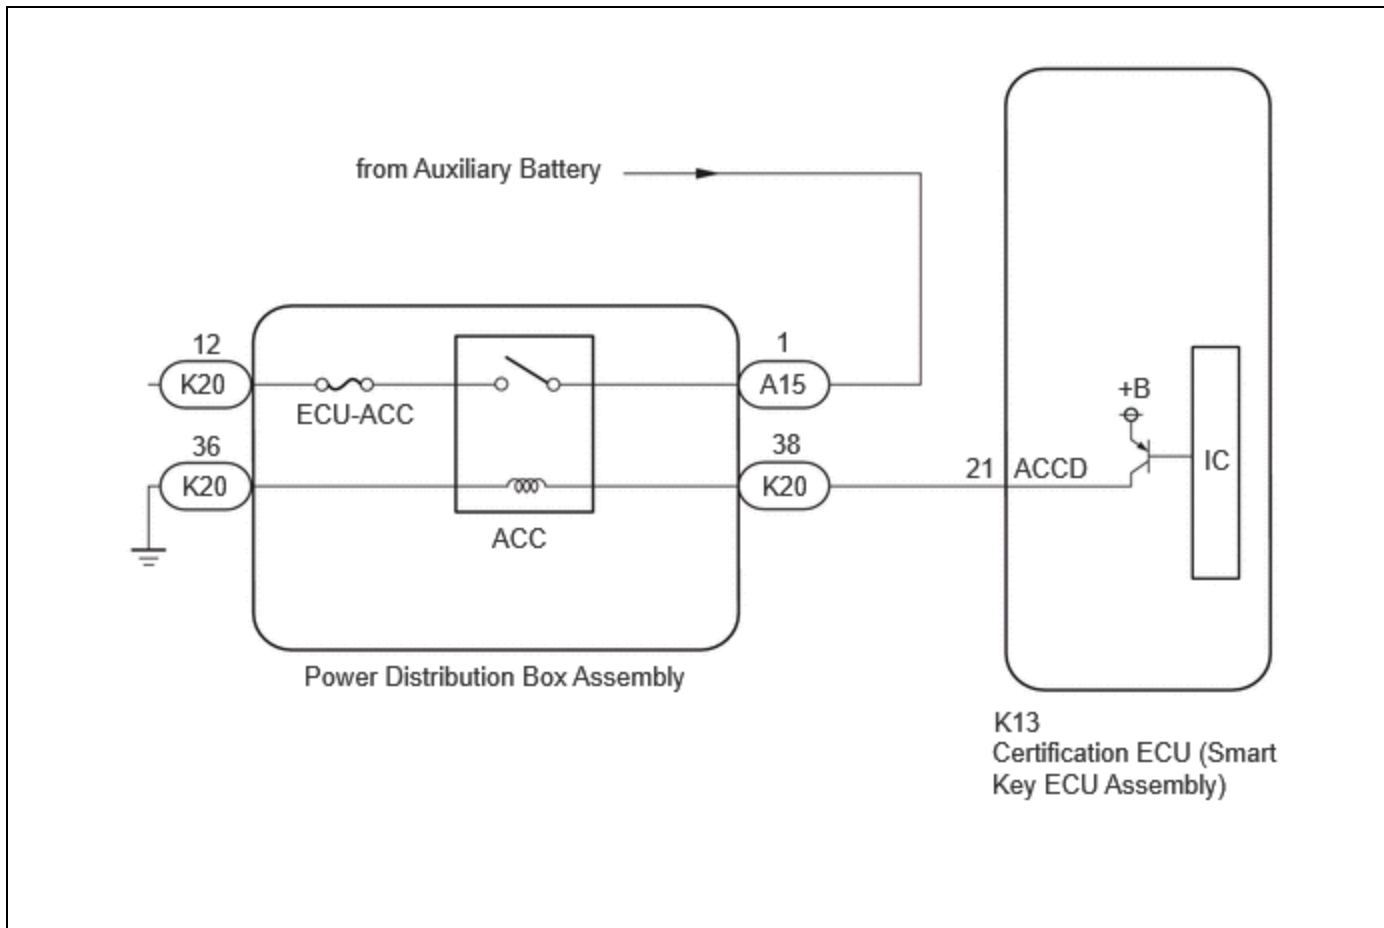 from Auxiliary Battery
12
K20
ECU-ACC
1
A15
36
K20
ACC
38
K20
21
ACCD
+B
IC
Power Distribution Box Assembly
K13
Certification ECU (Smart
Key ECU Assembly)